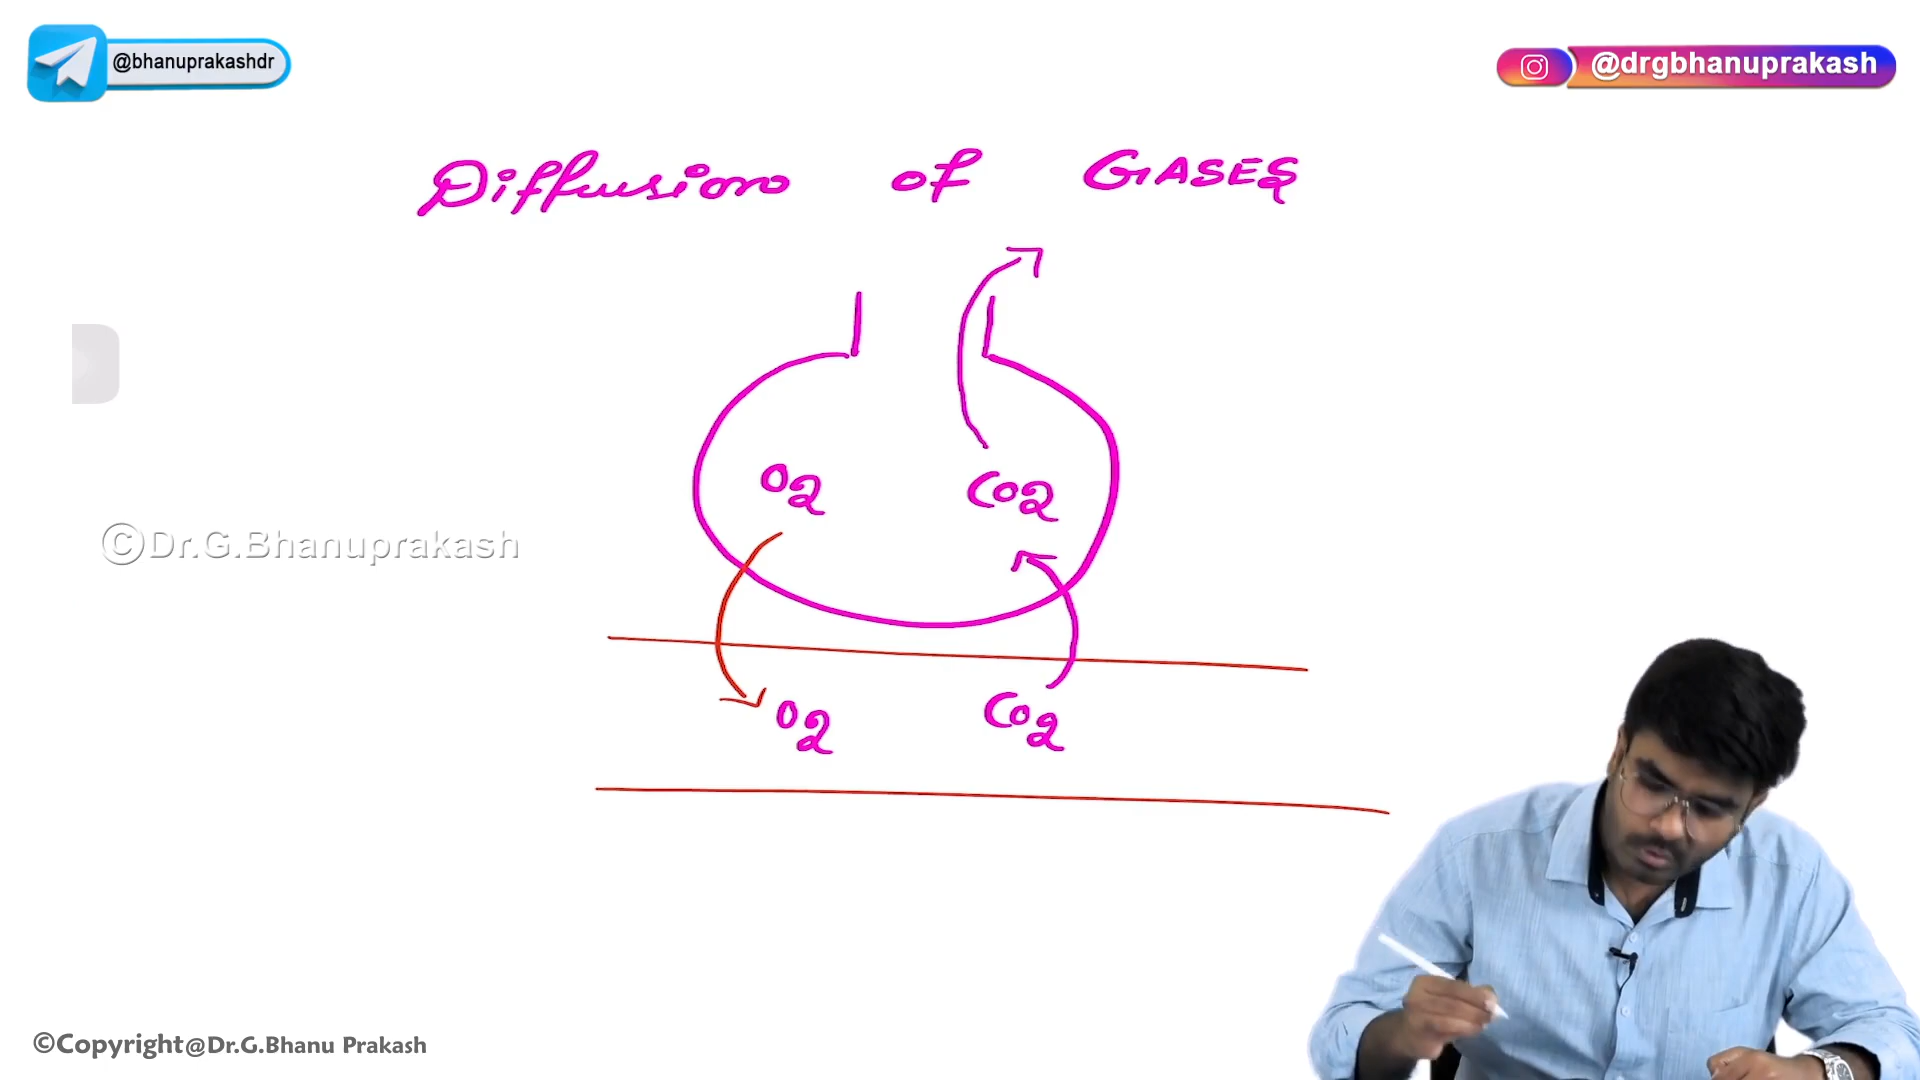 @bhanuprakashdr
@drgbhanuprakash
Diffusion of GASES
O2 CO2
©Dr.G.Bhanuprakash
O2 CO2
©Copyright@Dr.G.Bhanu Prakash